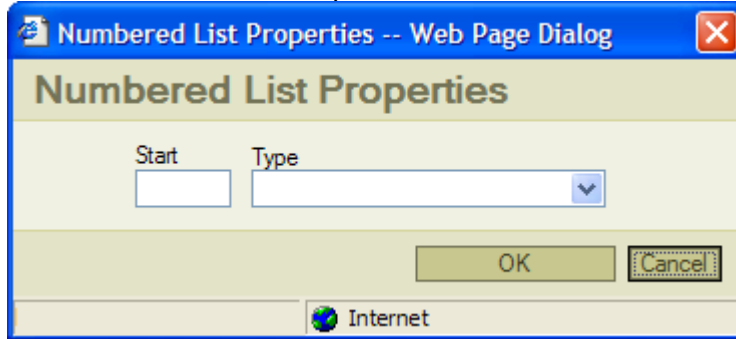 Numbered List Properties -- Web Page Dialog
Numbered List Properties
Start Type
OK Cancel
Internet